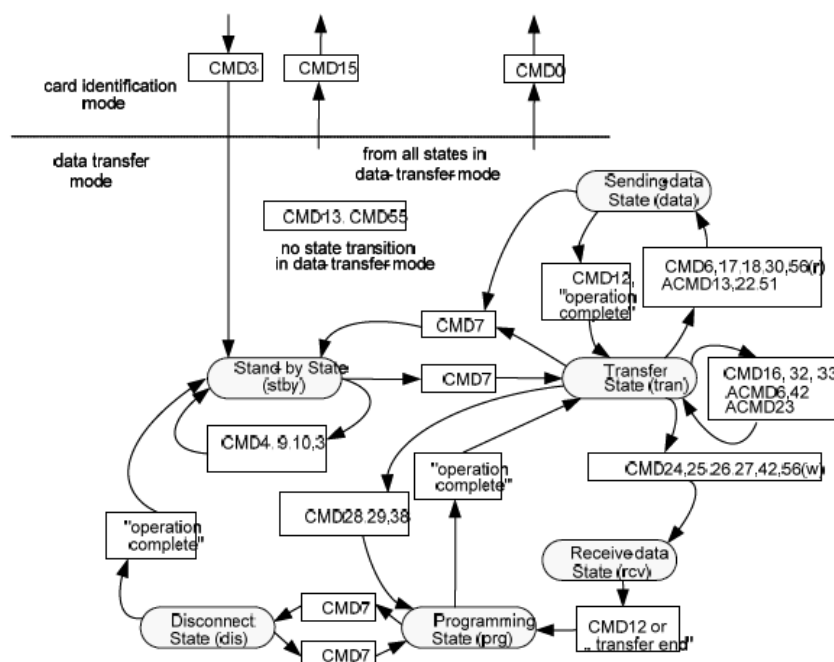 CMD3
CMD15
CMD0
card identification
mode
data transfer
mode
from all states in
data-transfer-mode
Sending-data
State (data)
CMD13. CMD55
no state transition
in data-transfer-mode
CMD12,
"operation
complete"
CMD6,17,18,30,56(r)
ACMD13,22.51
CMD7
Stand-by State
(stby)
CMD7
Transfer
State (tran)
CMD16, 32, 33
ACMD6,42
ACMD23
CMD4. 9.10,3
"operation
complete"
CMD24,25.26.27,42,56(w)
CMD28.29,38
"operation
complete"
Receive-data
State (rcv)
Disconnect
State (dis)
CMD7
CMD7
Programming
State (prg)
CMD12 or
.. transfer end"